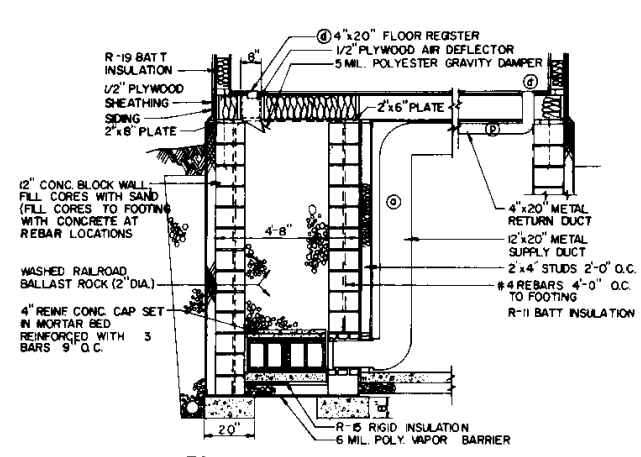 ⓓ 4"x20" FLOOR REGISTER
8"
1/2" PLYWOOD AIR DEFLECTOR
5 MIL. POLYESTER GRAVITY DAMPER
R-19 BATT
INSULATION
1/2" PLYWOOD
SHEATHING
SIDING
2"x8" PLATE
2"x6" PLATE
d
p
a
12" CONC. BLOCK WALL;
FILL CORES WITH SAND
(FILL CORES TO FOOTING
WITH CONCRETE AT
REBAR LOCATIONS
4'-8"
4"x20" METAL
RETURN DUCT
12"x20" METAL
SUPPLY DUCT
2"x4" STUDS 2'-0" O.C.
#4 REBARS 4'-0" O.C.
TO FOOTING
R-11 BATT INSULATION
WASHED RAILROAD
BALLAST ROCK (2" DIA.)
4" REINF. CONC. CAP SET
IN MORTAR BED
REINFORCED WITH 3
BARS 9" O.C.
8"
20"
R-15 RIGID INSULATION
6 MIL. POLY. VAPOR BARRIER